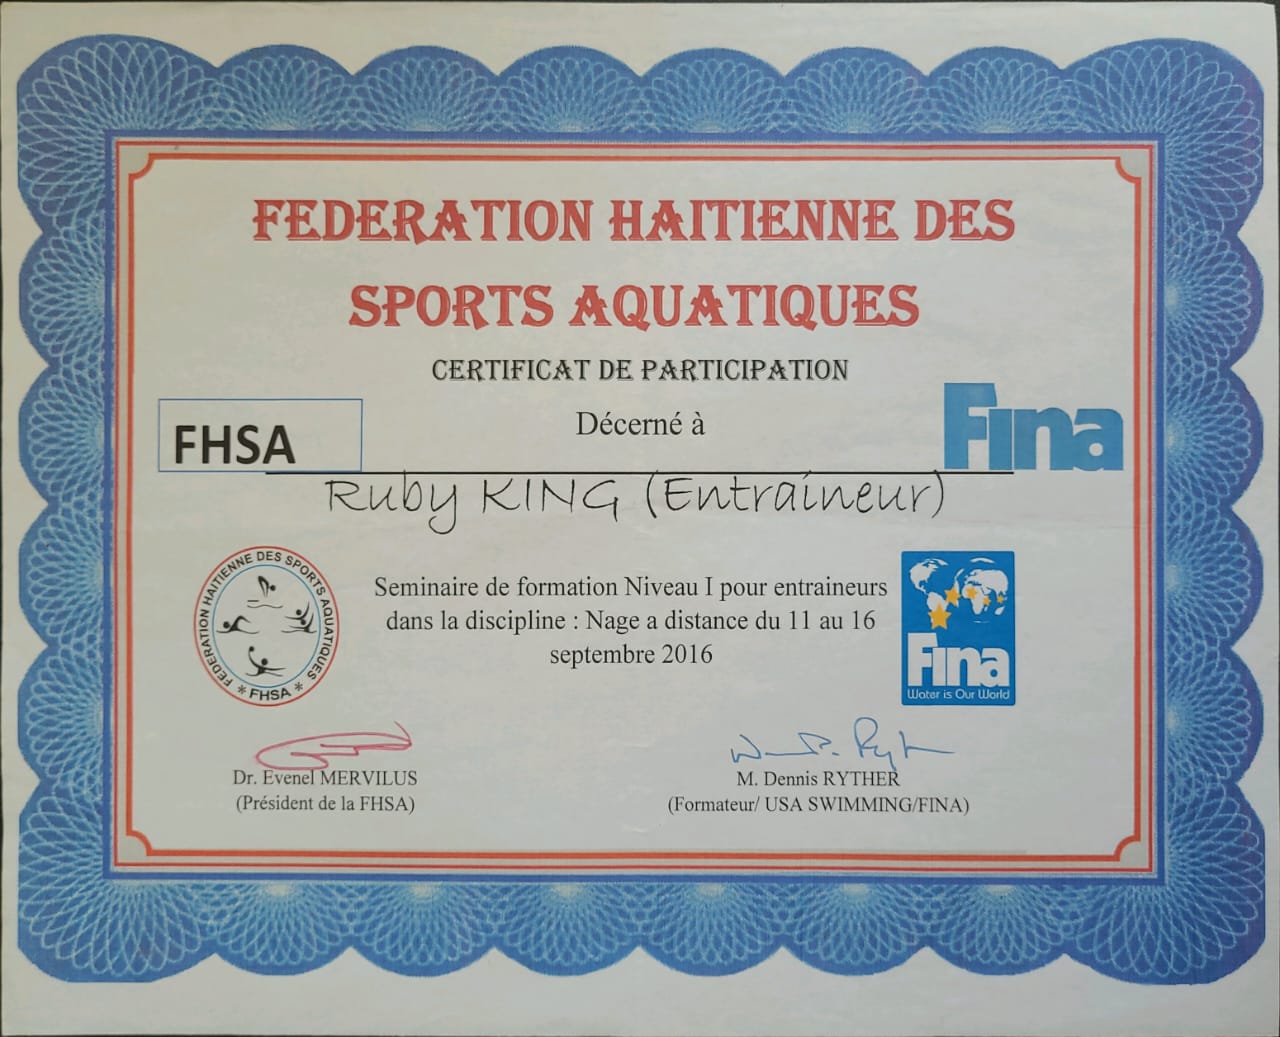 FEDERATION HAITIENNE DES
SPORTS AQUATIQUES
CERTIFICAT DE PARTICIPATION
Décerné à
FHSA
Fina
Ruby KING (Entraineur)
FEDERATION HAITIENNE DES SPORTS AQUATIQUES
* FHSA *
Seminaire de formation Niveau I pour entraineurs
dans la discipline : Nage a distance du 11 au 16
septembre 2016
Fina
Water is Our World
Dr. Evenel MERVILUS
(Président de la FHSA)
M. Dennis RYTHER
(Formateur/ USA SWIMMING/FINA)